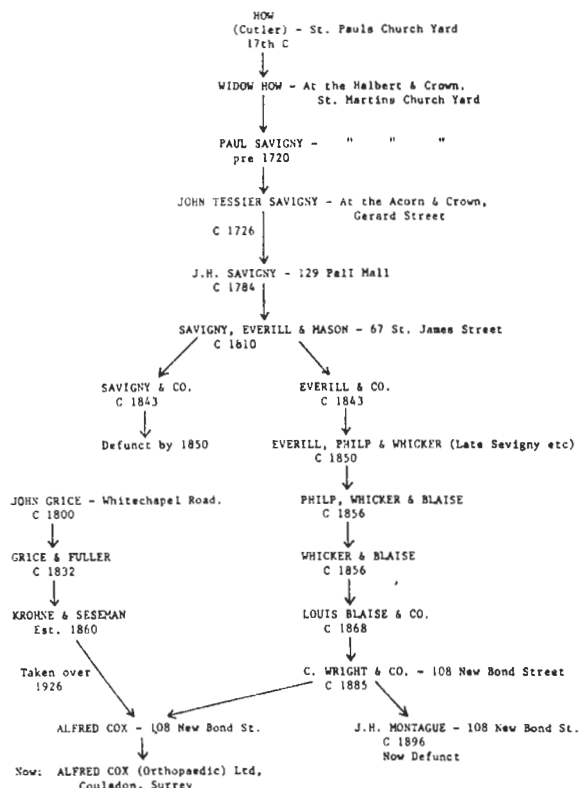 HOW
(Cutler) - St. Pauls Church Yard
17th C
WIDOW HOW - At the Halbert & Crown,
St. Martins Church Yard
PAUL SAVIGNY - " " "
pre 1720
JOHN TESSIER SAVIGNY - At the Acorn & Crown,
Gerard Street
C 1726
J.H. SAVIGNY - 129 Pall Mall
C 1784
SAVIGNY, EVERILL & MASON - 67 St. James Street
C 1810
SAVIGNY & CO.
C 1843
EVERILL & CO.
C 1843
Defunct by 1850
EVERILL, PHILP & WHICKER (Late Savigny etc)
C 1850
JOHN GRICE - Whitechapel Road.
C 1800
PHILP, WHICKER & BLAISE
C 1856
GRICE & FULLER
C 1832
WHICKER & BLAISE
C 1856
KROHNE & SESEMAN
Est. 1860
LOUIS BLAISE & CO.
C 1868
Taken over
1926
C. WRIGHT & CO. - 108 New Bond Street
C 1885
ALFRED COX - 108 New Bond St.
J.H. MONTAGUE - 108 New Bond St.
C 1896
Now Defunct
Now: ALFRED COX (Orthopaedic) Ltd,
Coulsdon, Surrey